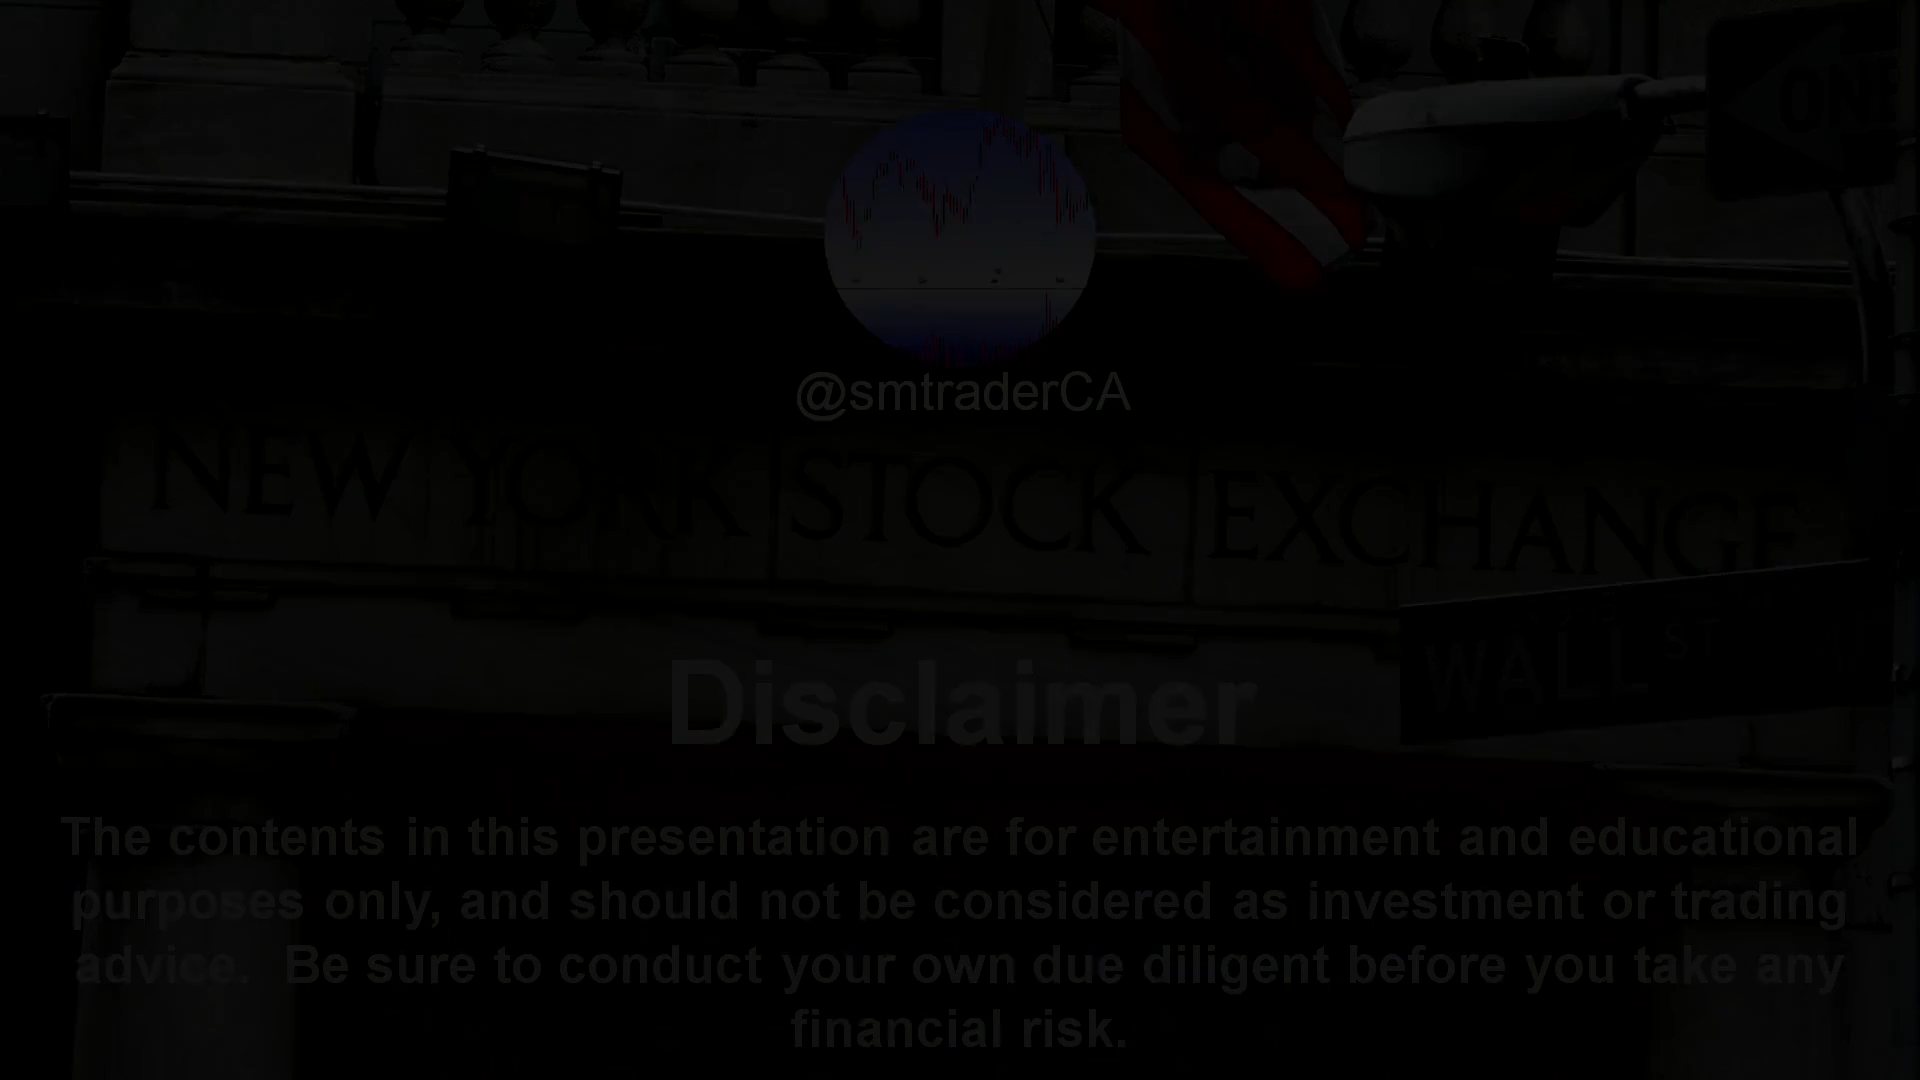 ONE
@smtraderCA
NEW YORK STOCK EXCHANGE
WALL ST
Disclaimer
The contents in this presentation are for entertainment and educational
purposes only, and should not be considered as investment or trading
advice. Be sure to conduct your own due diligent before you take any
financial risk.